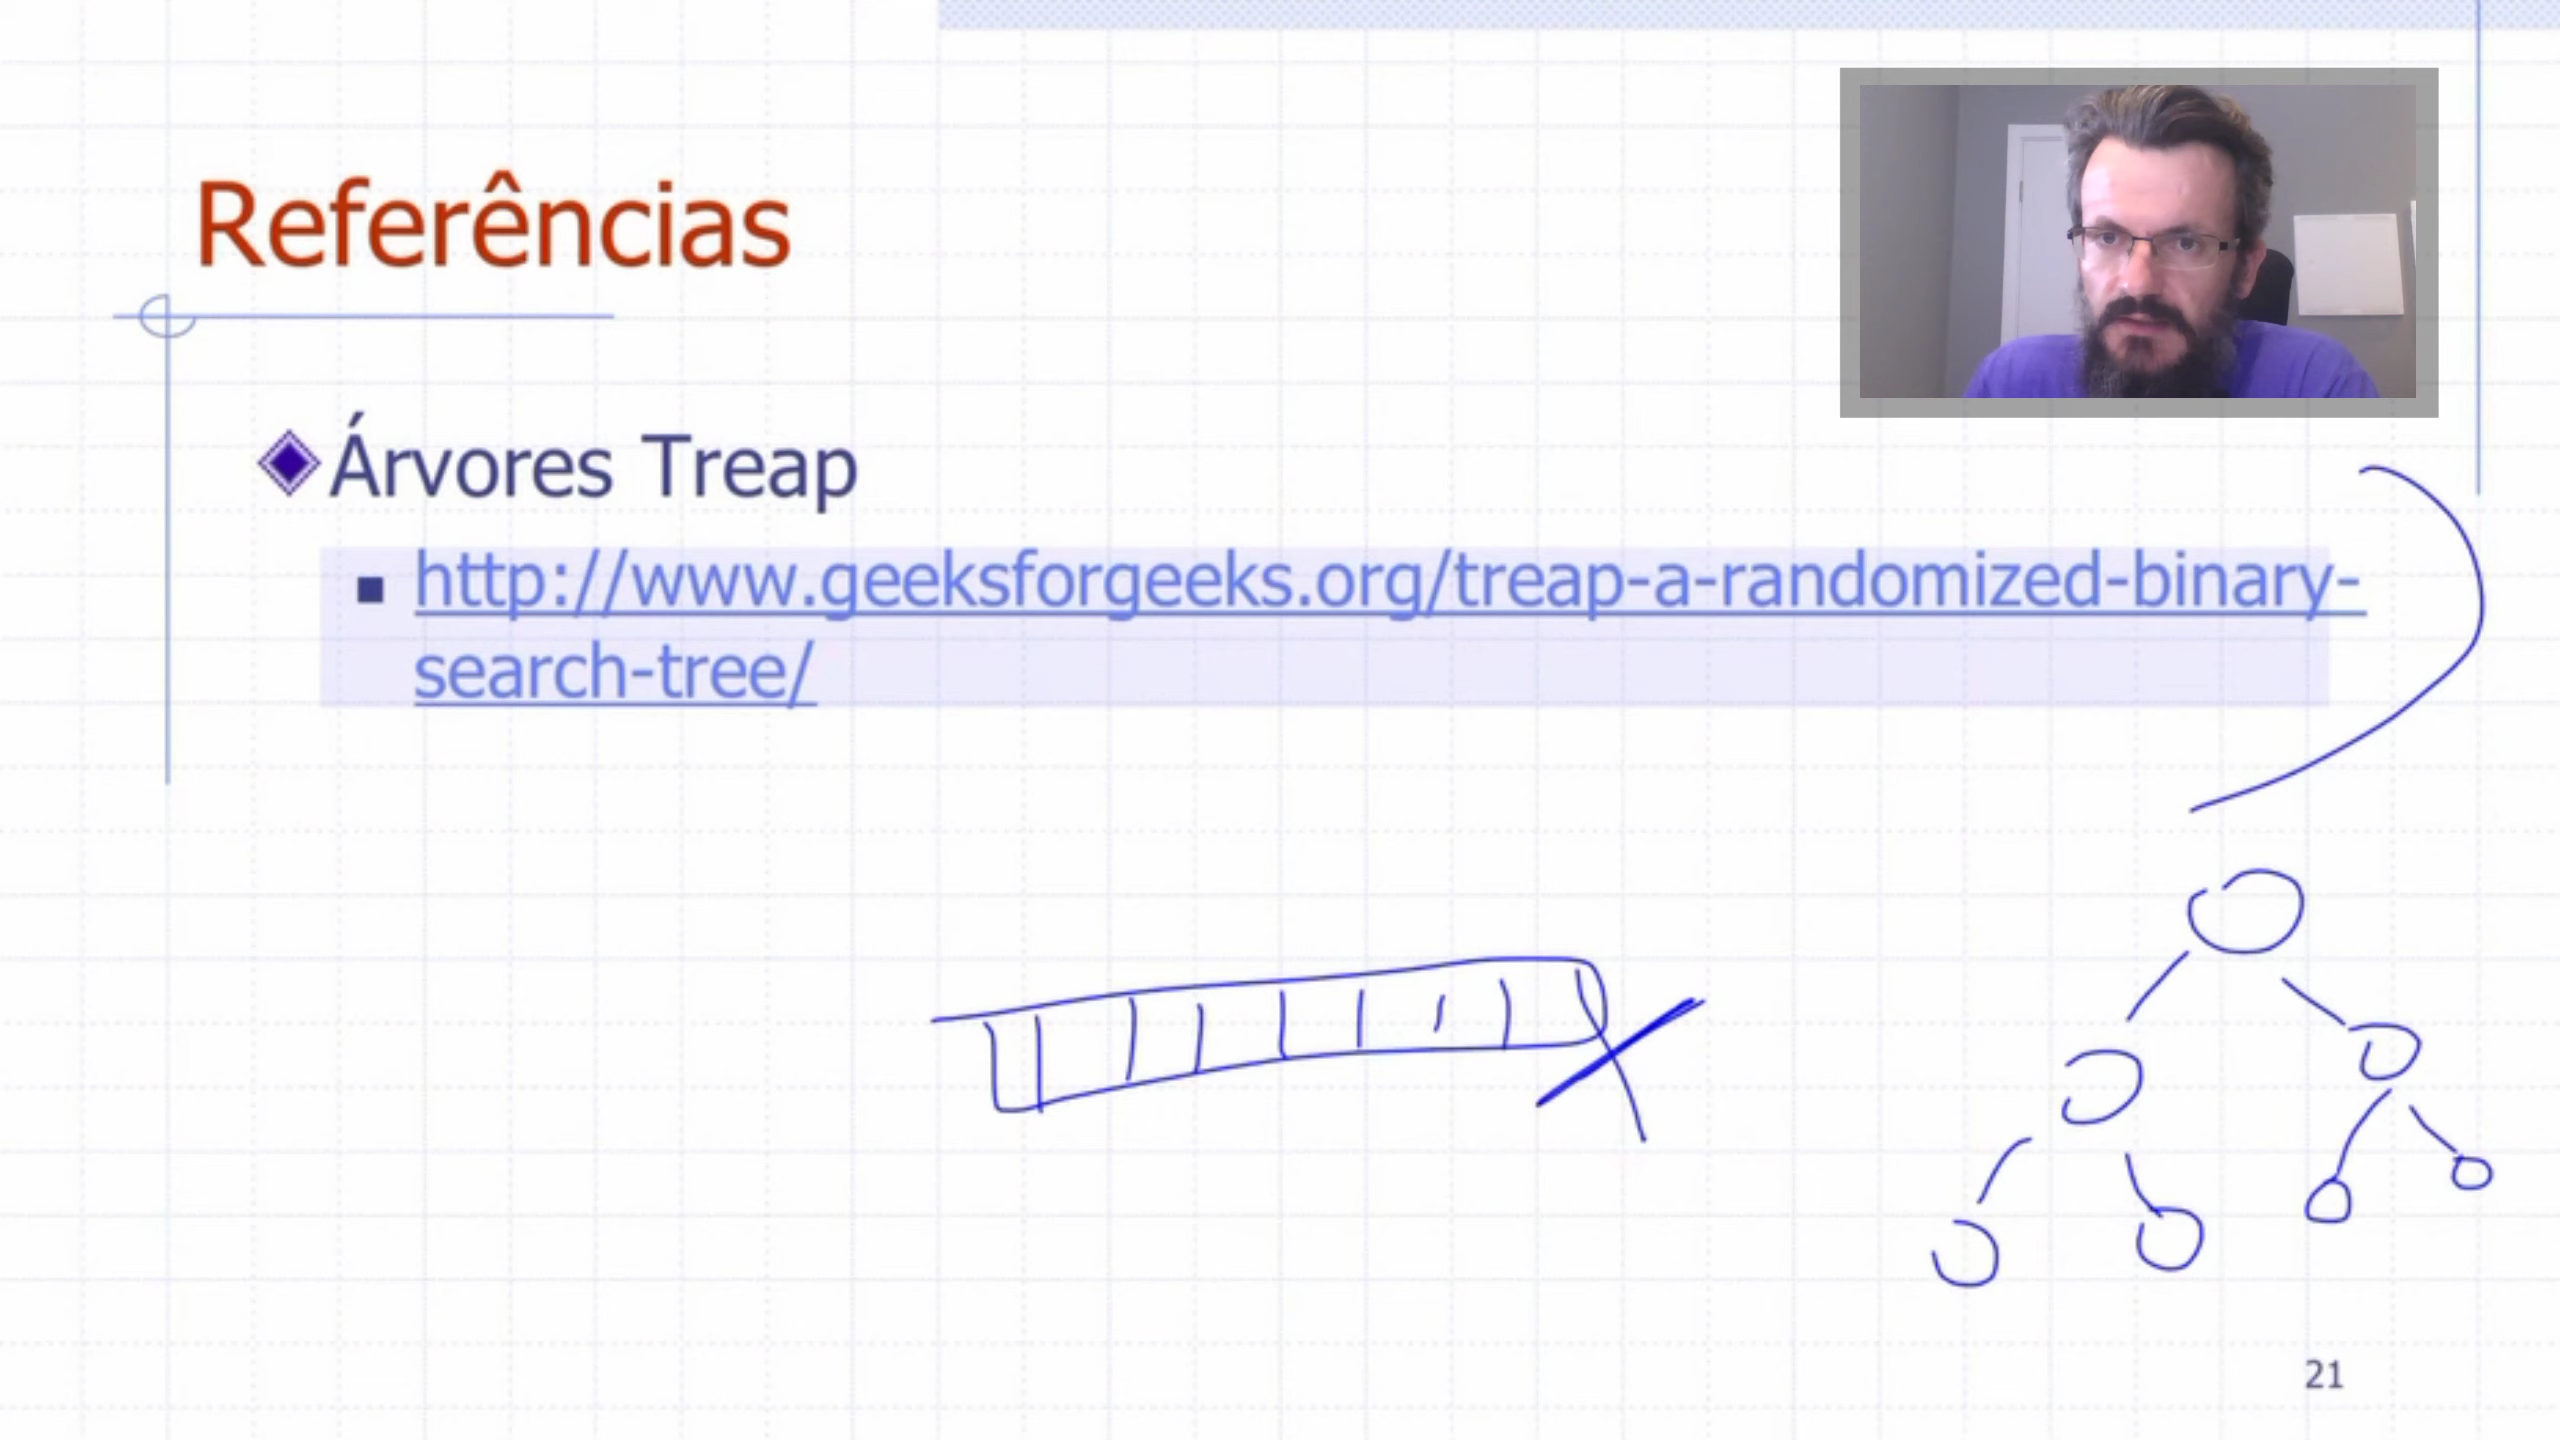 Referências
Árvores Treap
http://www.geeksforgeeks.org/treap-a-randomized-binary-
search-tree/
21